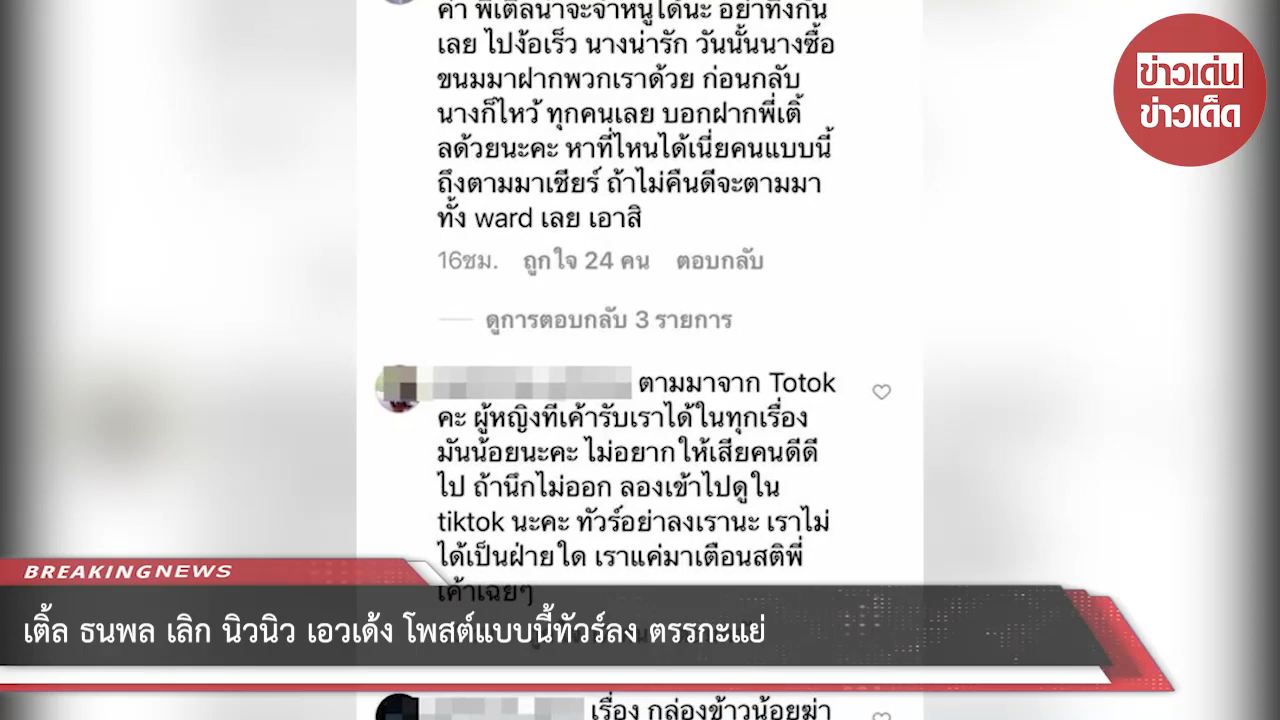 ค่า พี่เติ้ลน่าจะจำหนูได้นะ อย่าทิ้งกัน
เลย ไปง้อเร็ว นางน่ารัก วันนั้นนางซื้อ
ขนมมาฝากพวกเราด้วย ก่อนกลับ
นางก็ไหว้ ทุกคนเลย บอกฝากพี่เติ้
ลด้วยนะคะ หาที่ไหนได้เนี่ยคนแบบนี้
ถึงตามมาเชียร์ ถ้าไม่คืนดีจะตามมา
ทั้ง ward เลย เอาสิ
16ชม. ถูกใจ 24 คน ตอบกลับ
ดูการตอบกลับ 3 รายการ
ตามมาจาก Totok
คะ ผู้หญิงทีเค้ารับเราได้ในทุกเรื่อง
มันน้อยนะคะ ไม่อยากให้เสียคนดีดี
ไป ถ้านึกไม่ออก ลองเข้าไปดูใน
tiktok นะคะ ทัวร์อย่าลงเรานะ เราไม่
ได้เป็นฝ่ายใด เราแค่มาเตือนสติพี่
เค้าเฉยๆ
เรื่อง กล่องข้าวน้อยฆ่า
ข่าวเด่น
ข่าวเด็ด
BREAKINGNEWS
เติ้ล ธนพล เลิก นิวนิว เอวเด้ง โพสต์แบบนี้ทัวร์ลง ตรรกะแย่